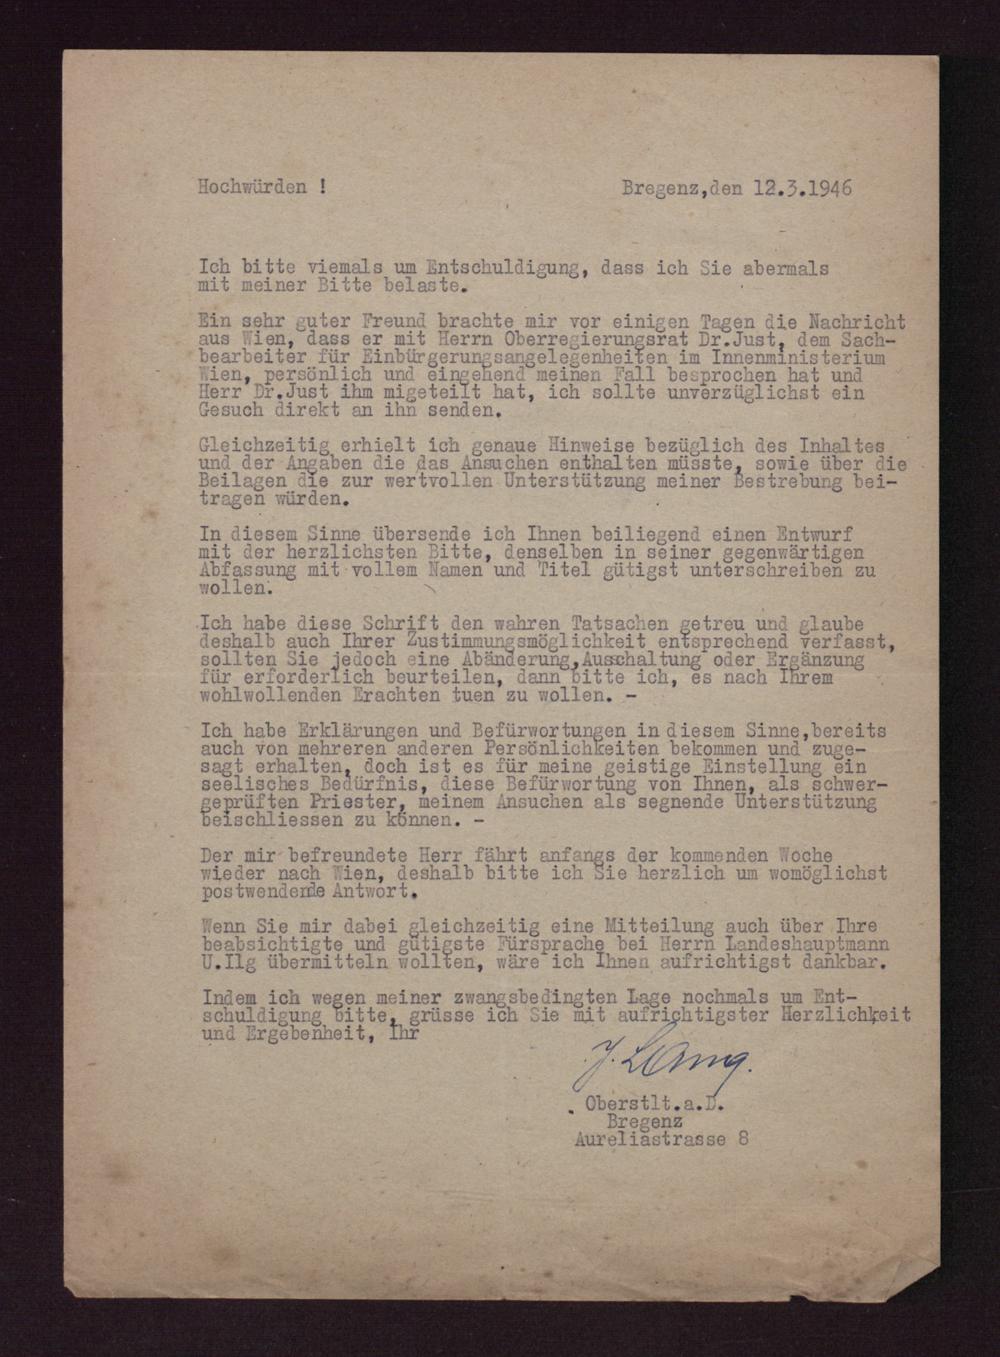 Hochwürden !
Bregenz,den 12.3.1946
Ich bitte viemals um Entschuldigung, dass ich Sie abermals
mit meiner Bitte belaste.
Ein sehr guter Freund brachte mir vor einigen Tagen die Nachricht
aus Wien, dass er mit Herrn Oberregierungsrat Dr.Just, dem Sach-
bearbeiter für Einbürgerungsangelegenheiten im Innenministerium
Wien, persönlich und eingehend meinen Fall besprochen hat und
Herr Dr.Just ihm migeteilt hat, ich sollte unverzüglichst ein
Gesuch direkt an ihn senden.
Gleichzeitig erhielt ich genaue Hinweise bezüglich des Inhaltes
und der Angaben die das Ansuchen enthalten müsste, sowie über die
Beilagen die zur wertvollen Unterstützung meiner Bestrebung bei-
tragen würden.
In diesem Sinne übersende ich Ihnen beiliegend einen Entwurf
mit der herzlichsten Bitte, denselben in seiner gegenwärtigen
Abfassung mit vollem Namen und Titel gütigst unterschreiben zu
wollen.
Ich habe diese Schrift den wahren Tatsachen getreu und glaube
deshalb auch Ihrer Zustimmungsmöglichkeit entsprechend verfasst,
sollten Sie jedoch eine Abänderung,Ausschaltung oder Ergänzung
für erforderlich beurteilen, dann bitte ich, es nach Ihrem
wohlwollenden Erachten tuen zu wollen. -
Ich habe Erklärungen und Befürwortungen in diesem Sinne,bereits
auch von mehreren anderen Persönlichkeiten bekommen und zuge-
sagt erhalten, doch ist es für meine geistige Einstellung ein
seelisches Bedürfnis, diese Befürwortung von Ihnen, als schwer-
geprüften Priester, meinem Ansuchen als segnende Unterstützung
beischliessen zu können. -
Der mir befreundete Herr fährt anfangs der kommenden Woche
wieder nach Wien, deshalb bitte ich Sie herzlich um womöglichst
postwendende Antwort.
Wenn Sie mir dabei gleichzeitig eine Mitteilung auch über Ihre
beabsichtigte und gütigste Fürsprache bei Herrn Landeshauptmann
U.Ilg übermitteln wollten, wäre ich Ihnen aufrichtigst dankbar.
Indem ich wegen meiner zwangsbedingten Lage nochmals um Ent-
schuldigung bitte, grüsse ich Sie mit aufrichtigster Herzlichkeit
und Ergebenheit, Ihr
J. Lang.
Oberstlt.a.D.
Bregenz
Aureliastrasse 8